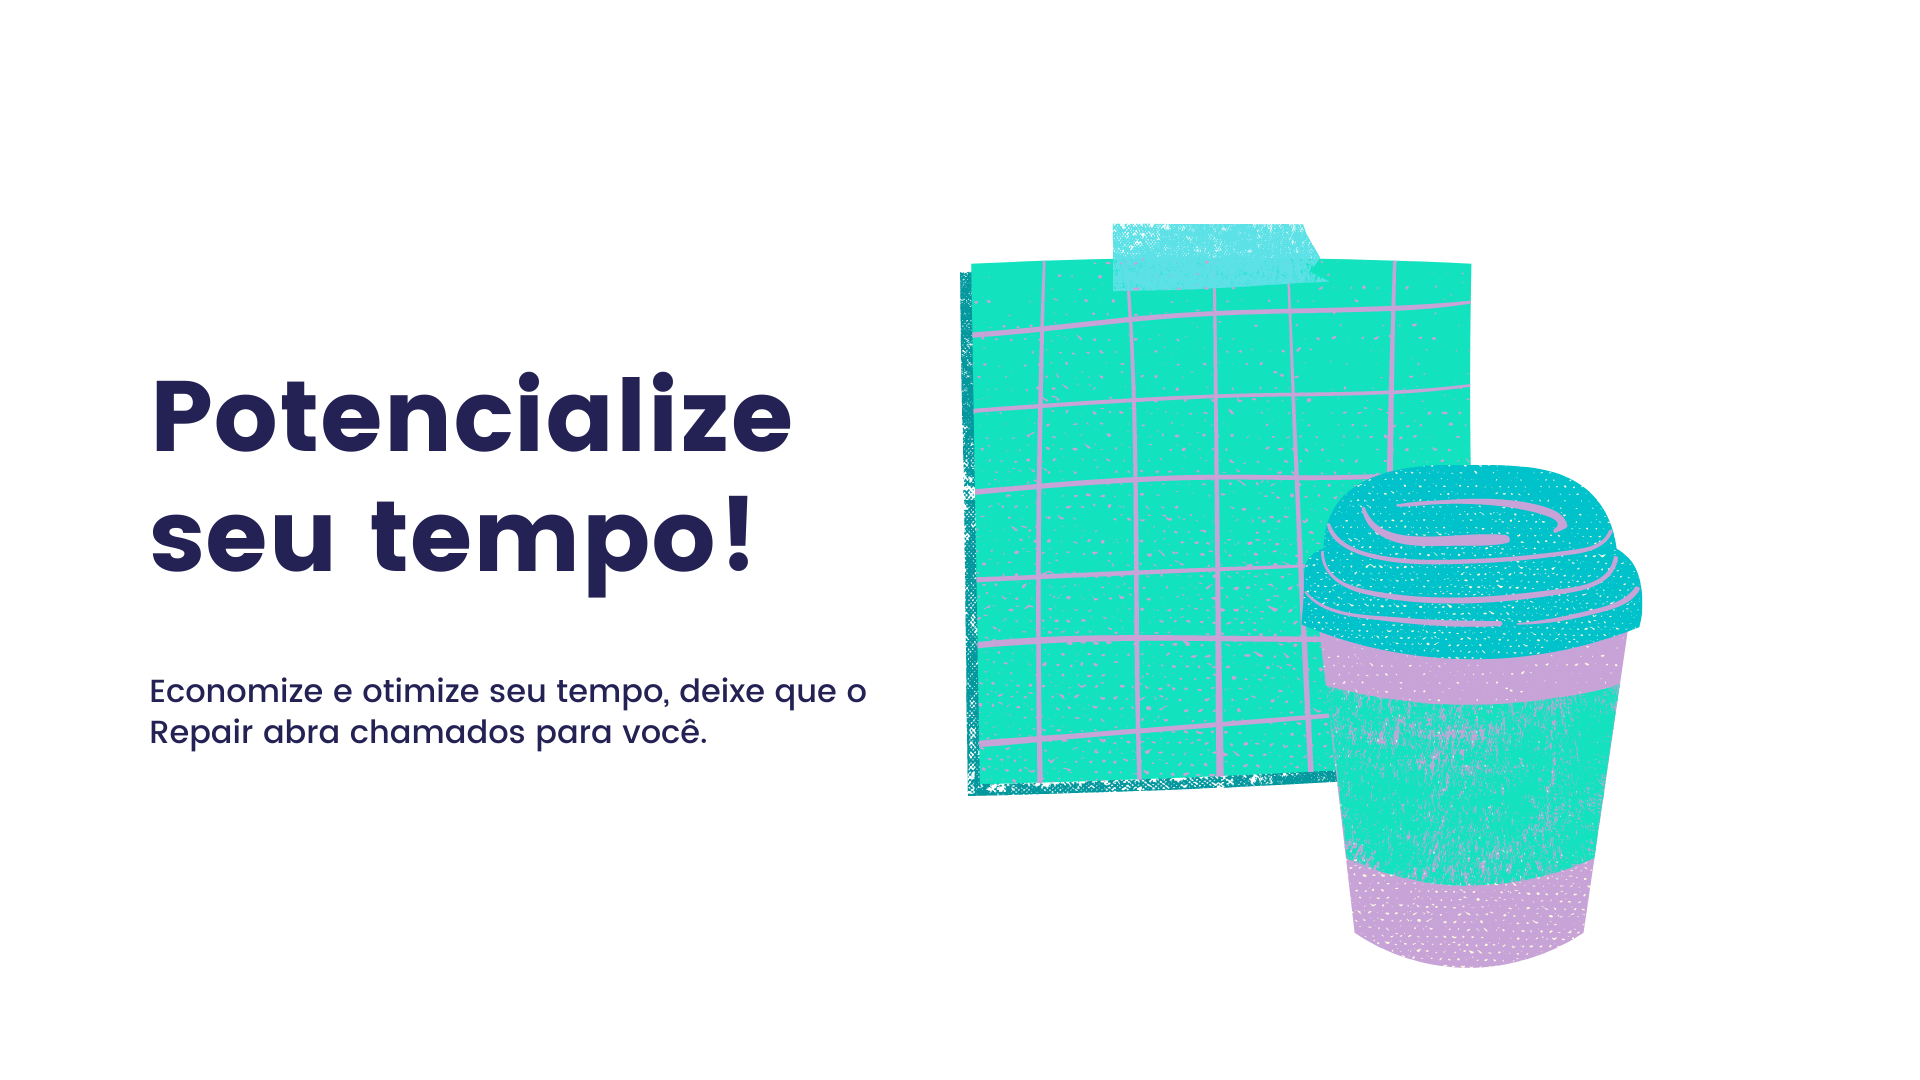 Potencialize
seu tempo!
Economize e otimize seu tempo, deixe que o
Repair abra chamados para você.